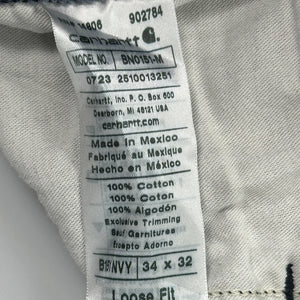 902784
carhartt
MODEL NO. BN0151-M
0723 2510013251
Carhartt, Inc. P.O. Box 600
Dearborn, MI 48121 USA
carhartt.com
Made in Mexico
Fabriqué au Mexique
Hecho en México
100% Cotton
100% Coton
100% Algodón
Exclusive Trimming
Sauf Garnitures
Excepto Adorno
34 x 32
Loose Fit